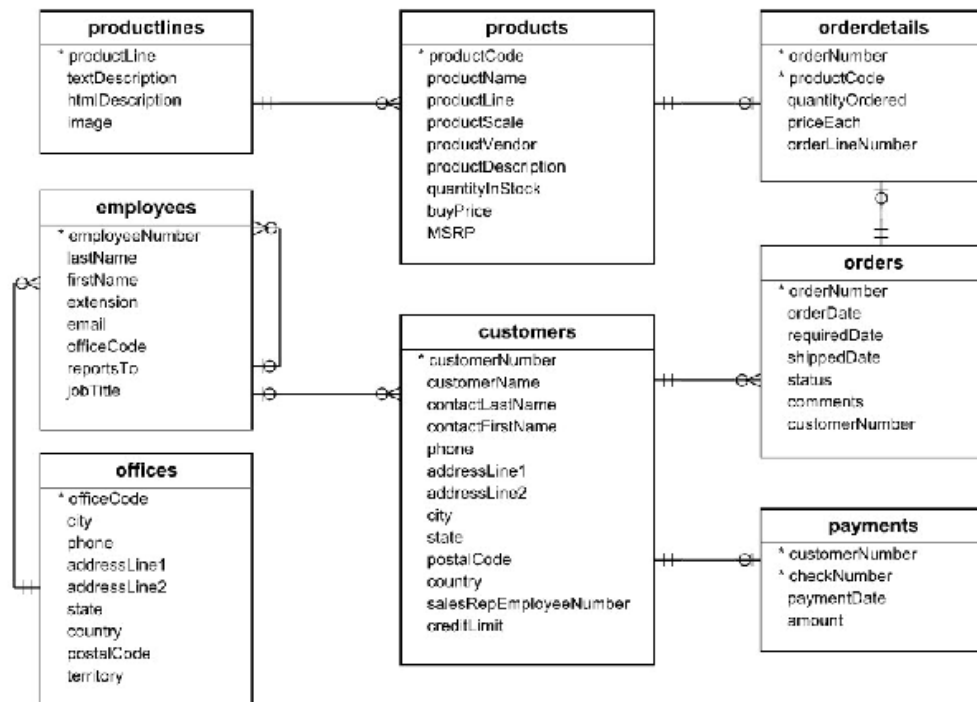 productlines
* productLine
textDescription
htmlDescription
image
products
* productCode
productName
productLine
productScale
productVendor
productDescription
quantityInStock
buyPrice
MSRP
orderdetails
* orderNumber
* productCode
quantityOrdered
priceEach
orderLineNumber
employees
* employeeNumber
lastName
firstName
extension
email
officeCode
reportsTo
jobTitle
customers
* customerNumber
customerName
contactLastName
contactFirstName
phone
addressLine1
addressLine2
city
state
postalCode
country
salesRepEmployeeNumber
creditLimit
orders
* orderNumber
orderDate
requiredDate
shippedDate
status
comments
customerNumber
offices
* officeCode
city
phone
addressLine1
addressLine2
state
country
postalCode
territory
payments
* customerNumber
* checkNumber
paymentDate
amount